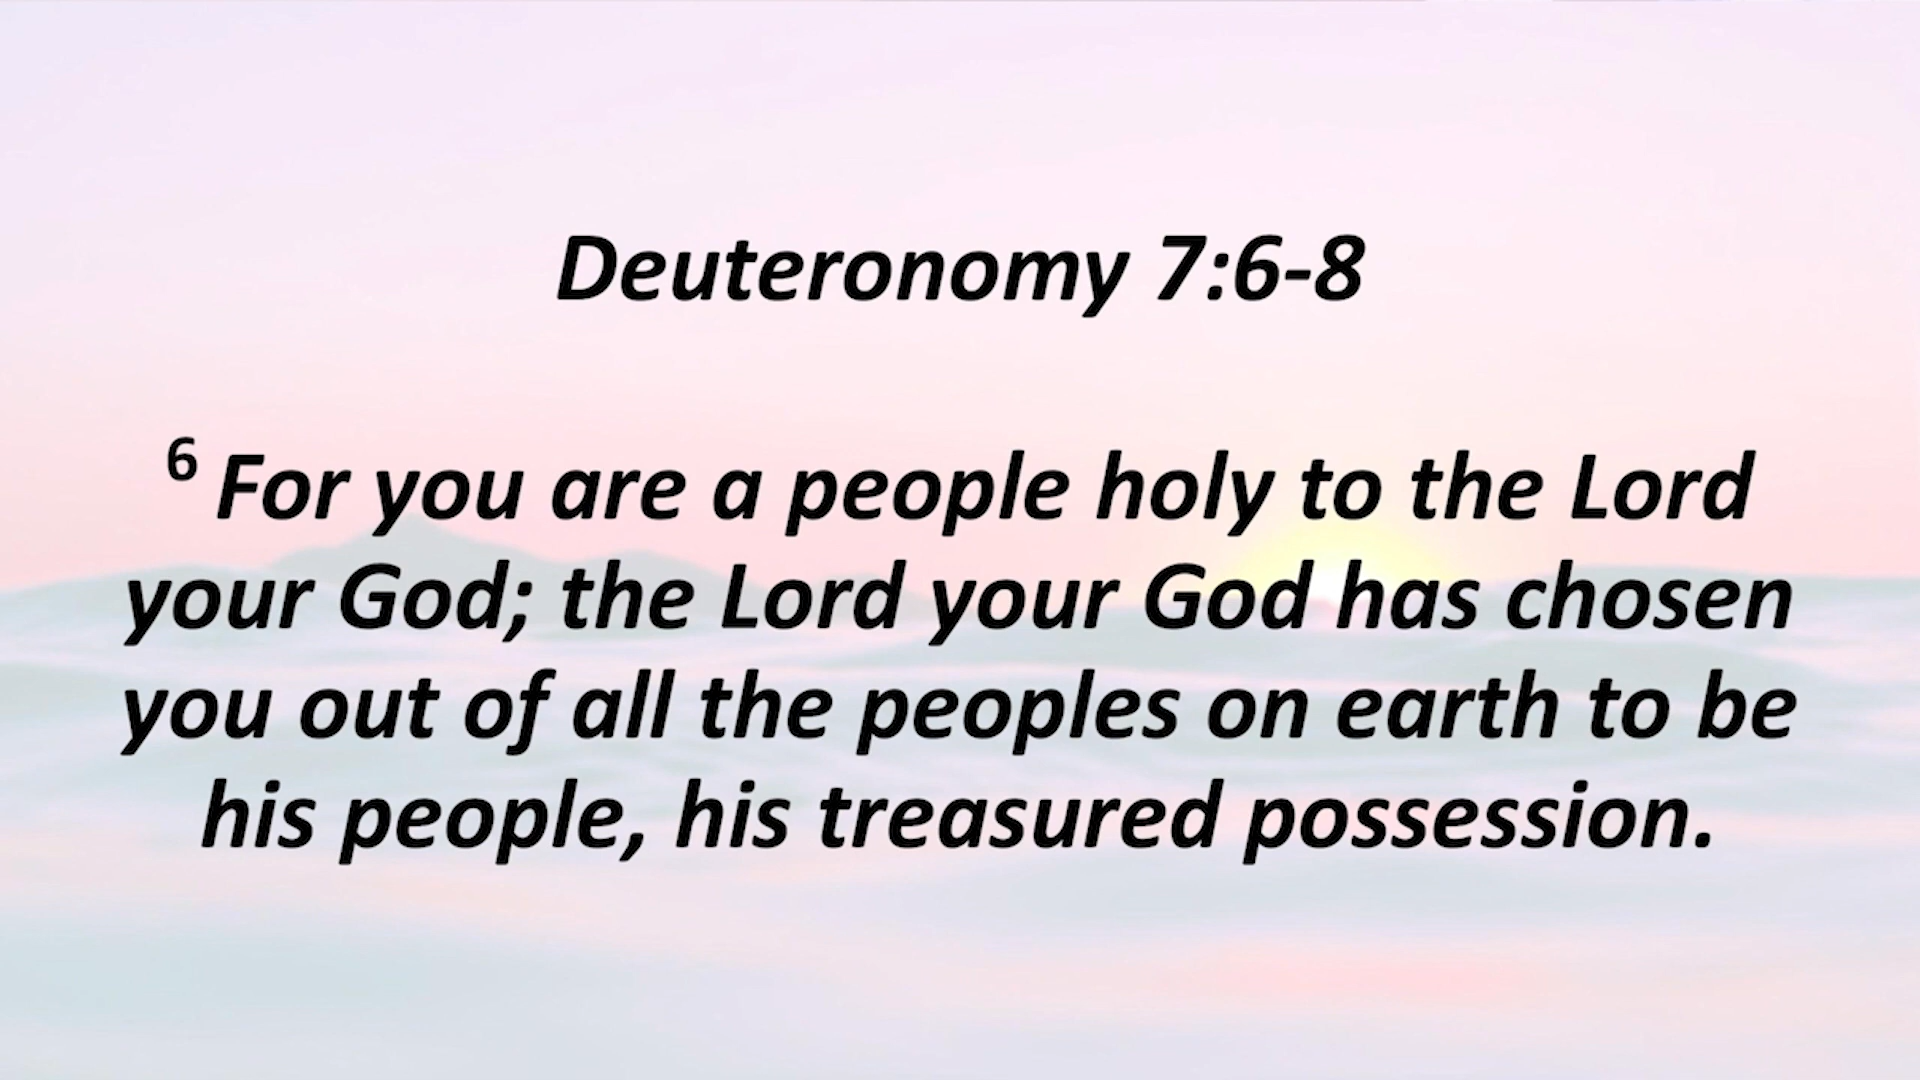 Deuteronomy 7:6-8
6 For you are a people holy to the Lord
your God; the Lord your God has chosen
you out of all the peoples on earth to be
his people, his treasured possession.